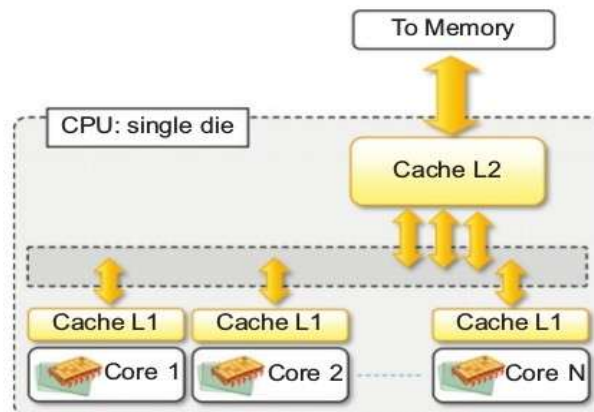 To Memory
CPU: single die
Cache L2
Cache L1
Cache L1
Cache L1
Core 1
Core 2
Core N